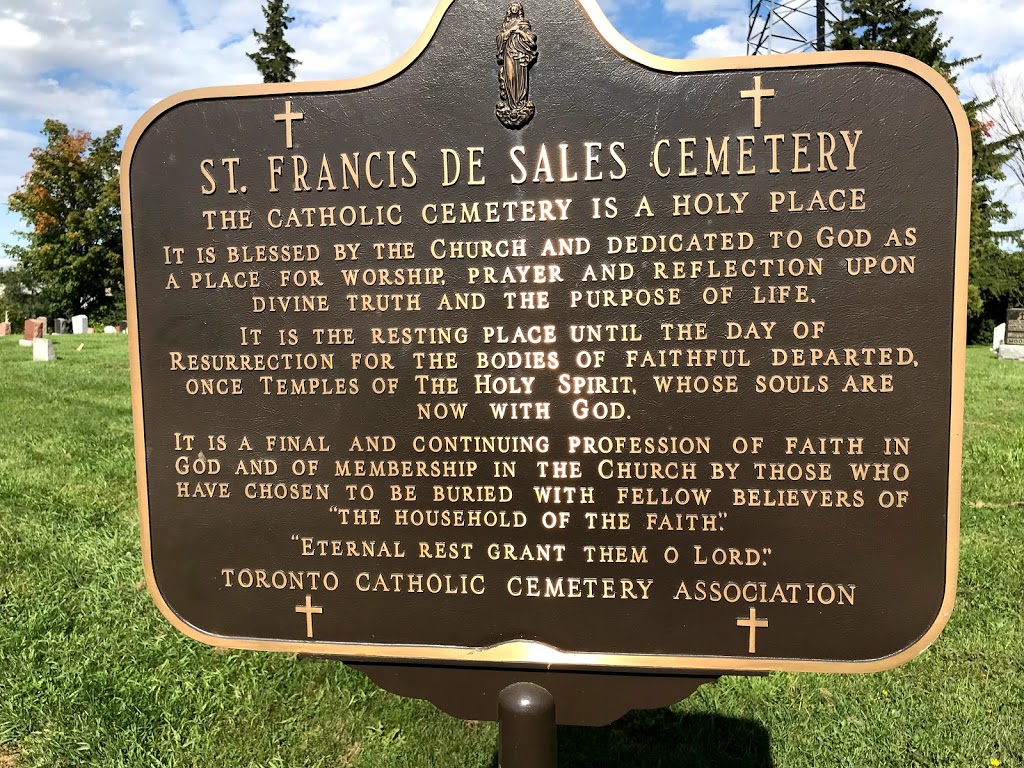 ST. FRANCIS DE SALES CEMETERY
THE CATHOLIC CEMETERY IS A HOLY PLACE
IT IS BLESSED BY THE CHURCH AND DEDICATED TO GOD AS
A PLACE FOR WORSHIP, PRAYER AND REFLECTION UPON
DIVINE TRUTH AND THE PURPOSE OF LIFE.
IT IS THE RESTING PLACE UNTIL THE DAY OF
RESURRECTION FOR THE BODIES OF FAITHFUL DEPARTED,
ONCE TEMPLES OF THE HOLY SPIRIT, WHOSE SOULS ARE
NOW WITH GOD.
IT IS A FINAL AND CONTINUING PROFESSION OF FAITH IN
GOD AND OF MEMBERSHIP IN THE CHURCH BY THOSE WHO
HAVE CHOSEN TO BE BURIED WITH FELLOW BELIEVERS OF
"THE HOUSEHOLD OF THE FAITH."
"ETERNAL REST GRANT THEM O LORD."
TORONTO CATHOLIC CEMETERY ASSOCIATION